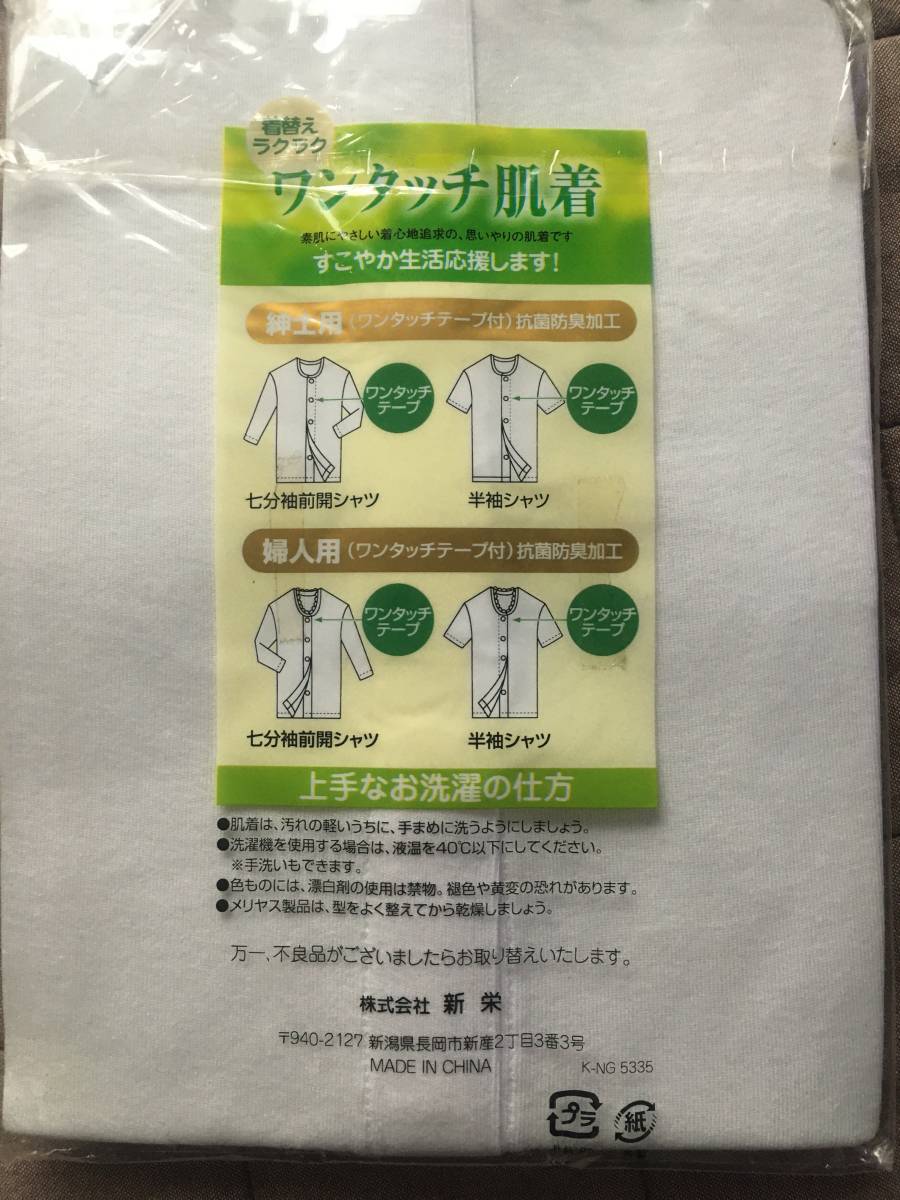 着替え
ラクラク
ワンタッチ肌着
素肌にやさしい着心地追求の、思いやりの肌着です
すこやか生活応援します!
紳士用(ワンタッチテープ付)抗菌防臭加工
ワンタッチ
テープ
ワンタッチ
テープ
七分袖前開シャツ
半袖シャツ
婦人用(ワンタッチテープ付)抗菌防臭加工
ワンタッチ
テープ
ワンタッチ
テープ
七分袖前開シャツ
半袖シャツ
上手なお洗濯の仕方
●肌着は、汚れの軽いうちに、手まめに洗うようにしましょう。
●洗濯機を使用する場合は、液温を40℃以下にしてください。
※手洗いもできます。
●色ものには、漂白剤の使用は禁物。褪色や黄変の恐れがあります。
●メリヤス製品は、型をよく整えてから乾燥しましょう。
万一、不良品がございましたらお取り替えいたします。
株式会社 新 栄
〒940-2127 新潟県長岡市新産2丁目3番3号
MADE IN CHINA
K-NG 5335
プラ
紙